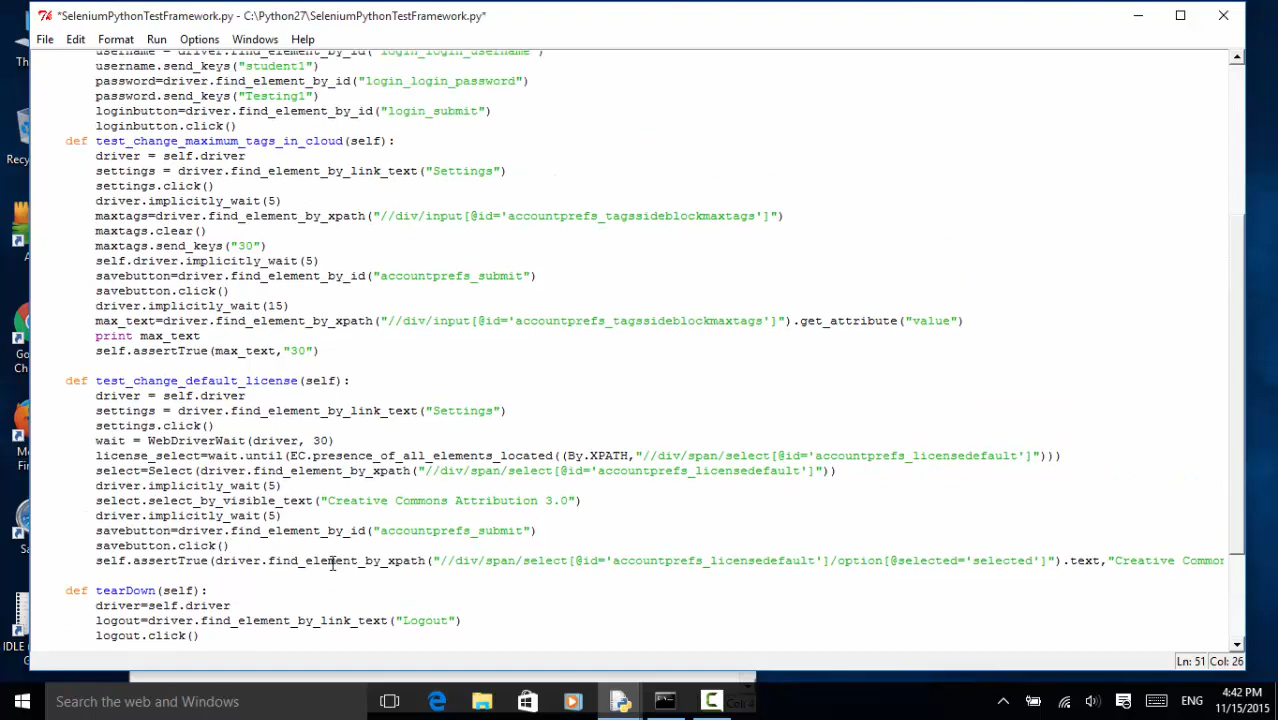 *SeleniumPythonTestFramework.py - C:\Python27\SeleniumPythonTestFramework.py*
File Edit Format Run Options Windows Help
username = driver.find_element_by_id("login_login_username")
username.send_keys("student1")
password=driver.find_element_by_id("login_login_password")
password.send_keys("Testing1")
loginbutton=driver.find_element_by_id("login_submit")
loginbutton.click()
def test_change_maximum_tags_in_cloud(self):
driver = self.driver
settings = driver.find_element_by_link_text("Settings")
settings.click()
driver.implicitly_wait(5)
maxtags=driver.find_element_by_xpath("//div/input[@id='accountprefs_tagssideblockmaxtags']")
maxtags.clear()
maxtags.send_keys("30")
self.driver.implicitly_wait(5)
savebutton=driver.find_element_by_id("accountprefs_submit")
savebutton.click()
driver.implicitly_wait(15)
max_text=driver.find_element_by_xpath("//div/input[@id='accountprefs_tagssideblockmaxtags']").get_attribute("value")
print max_text
self.assertTrue(max_text,"30")
def test_change_default_license(self):
driver = self.driver
settings = driver.find_element_by_link_text("Settings")
settings.click()
wait = WebDriverWait(driver, 30)
license_select=wait.until(EC.presence_of_all_elements_located((By.XPATH,"//div/span/select[@id='accountprefs_licensedefault']")))
select=Select(driver.find_element_by_xpath("//div/span/select[@id='accountprefs_licensedefault']"))
driver.implicitly_wait(5)
select.select_by_visible_text("Creative Commons Attribution 3.0")
driver.implicitly_wait(5)
savebutton=driver.find_element_by_id("accountprefs_submit")
savebutton.click()
self.assertTrue(driver.find_element_by_xpath("//div/span/select[@id='accountprefs_licensedefault']/option[@selected='selected']").text,"Creative Common
def tearDown(self):
driver=self.driver
logout=driver.find_element_by_link_text("Logout")
logout.click()
Ln: 51 Col: 26
Search the web and Windows
ENG
4:42 PM
11/15/2015